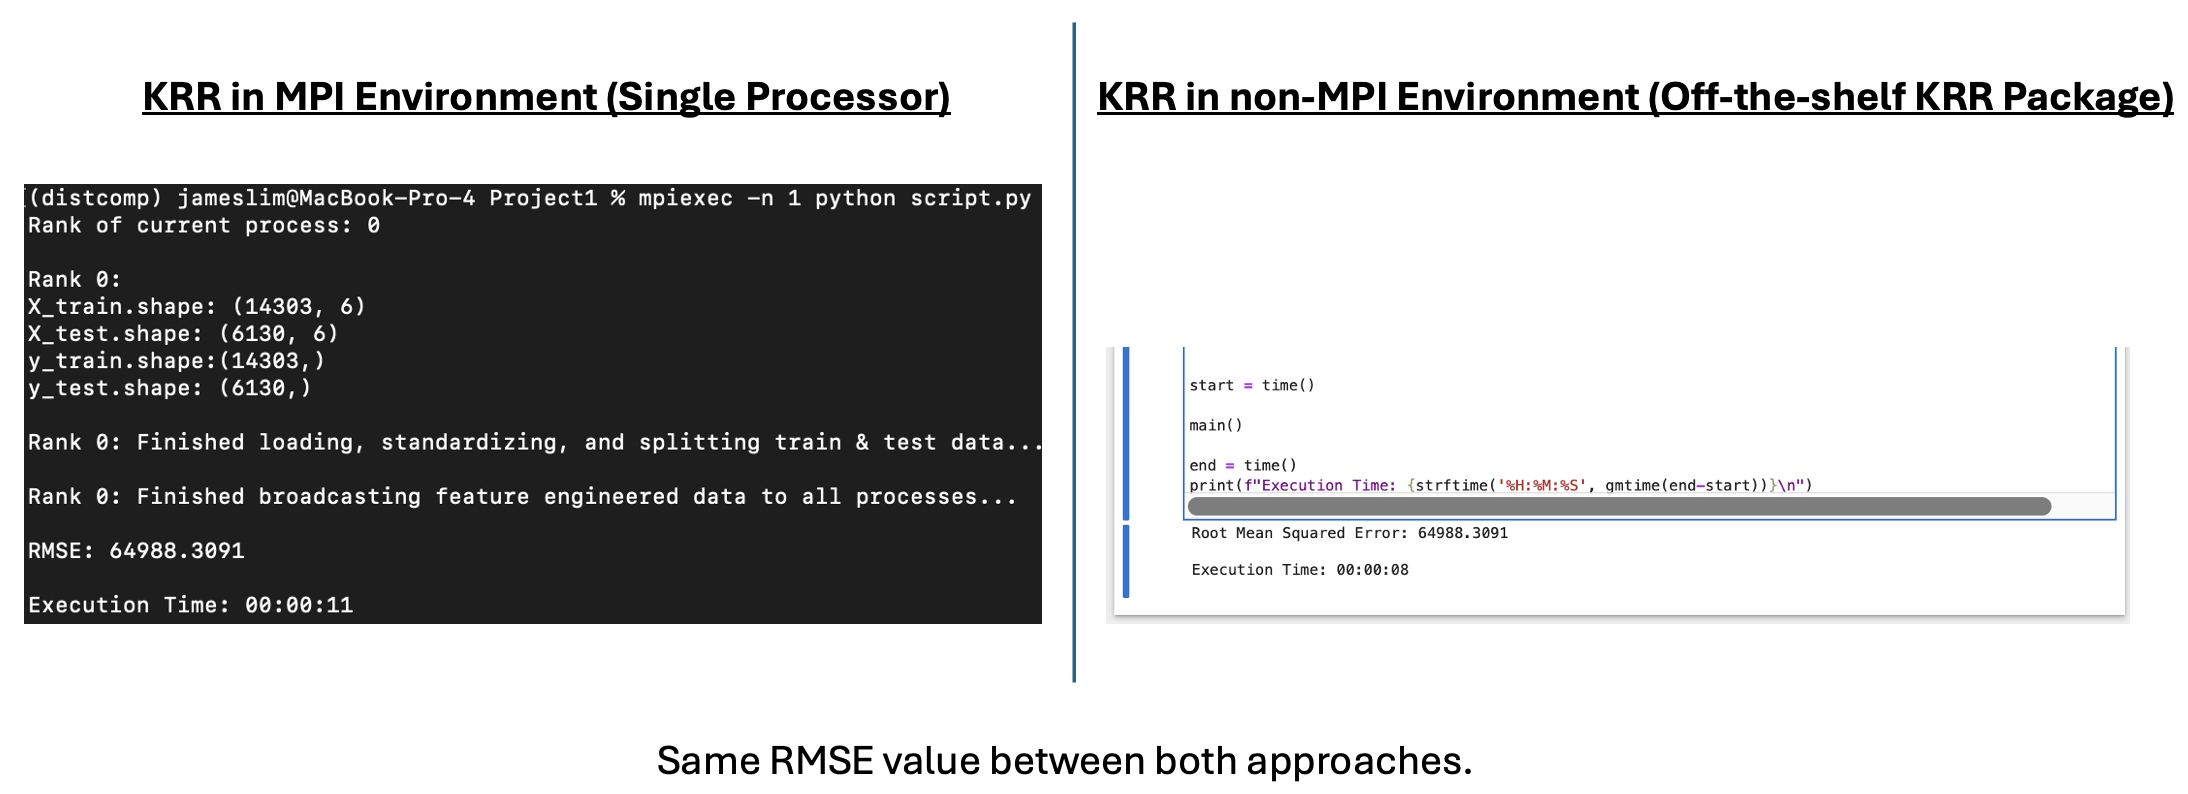 KRR in MPI Environment (Single Processor)
(distcomp) jameslim@MacBook-Pro-4 Project1 % mpiexec -n 1 python script.py
Rank of current process: 0
Rank 0:
X_train.shape: (14303, 6)
X_test.shape: (6130, 6)
y_train.shape:(14303,)
y_test.shape: (6130,)
Rank 0: Finished loading, standardizing, and splitting train & test data...
Rank 0: Finished broadcasting feature engineered data to all processes...
RMSE: 64988.3091
Execution Time: 00:00:11
KRR in non-MPI Environment (Off-the-shelf KRR Package)
start = time()
main()
end = time()
print(f"Execution Time: {strftime('%H:%M:%S', gmtime(end-start))}\n")
Root Mean Squared Error: 64988.3091
Execution Time: 00:00:08
Same RMSE value between both approaches.